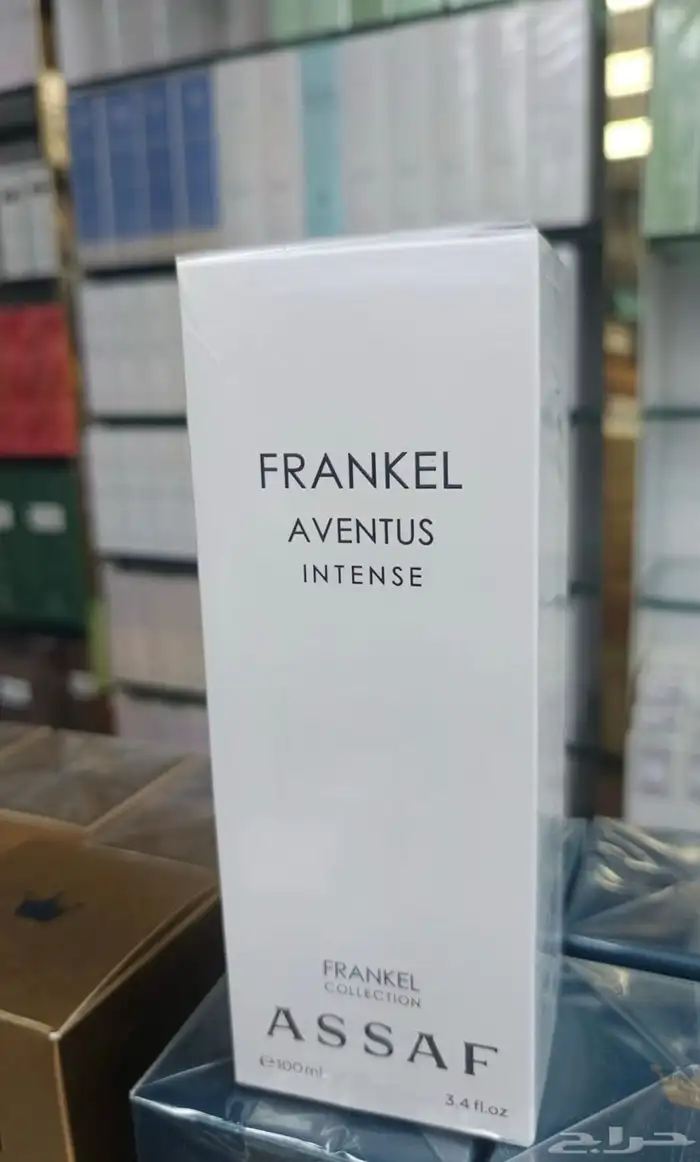 FRANKEL
AVENTUS
INTENSE
FRANKEL
COLLECTION
ASSAF
℮100ml
3.4 fl.oz
حراج